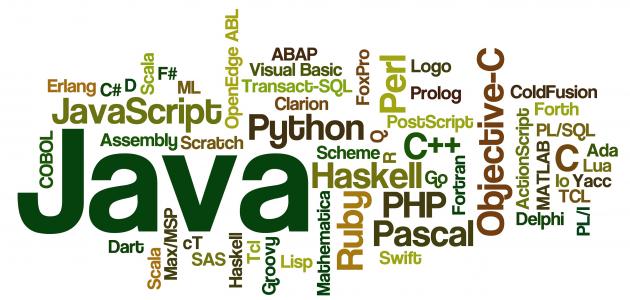 OpenEdge ABL
ABAP
FoxPro
Perl
Logo
Objective-C
Scala
F#
Visual Basic
Erlang
C#
D
ML
Transact-SQL
Prolog
ColdFusion
JavaScript
Clarion
Forth
Python
Q
PostScript
ActionScript
PL/SQL
COBOL
Assembly
Scratch
Scheme
R
C++
MATLAB
C
Ada
Java
Haskell
Go
Fortran
Lua
Io
Yacc
Mathematica
Ruby
PHP
TCL
PL/I
Delphi
Pascal
Dart
Scala
Max/MSP
cT
SAS
Haskell
Tcl
Groovy
Lisp
Swift